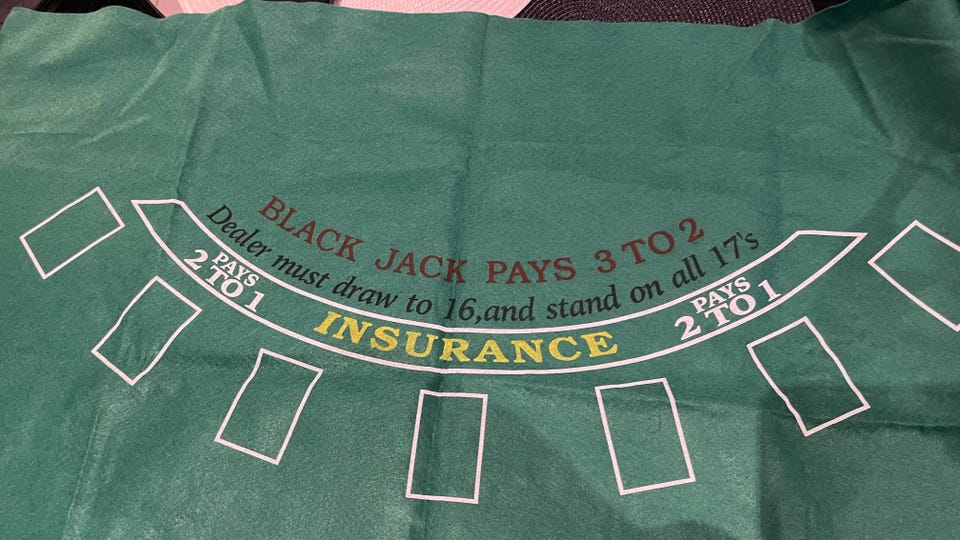 BLACK JACK PAYS 3 TO 2
Dealer must draw to 16,and stand on all 17's
PAYS
2 TO 1
INSURANCE
PAYS
2 TO 1